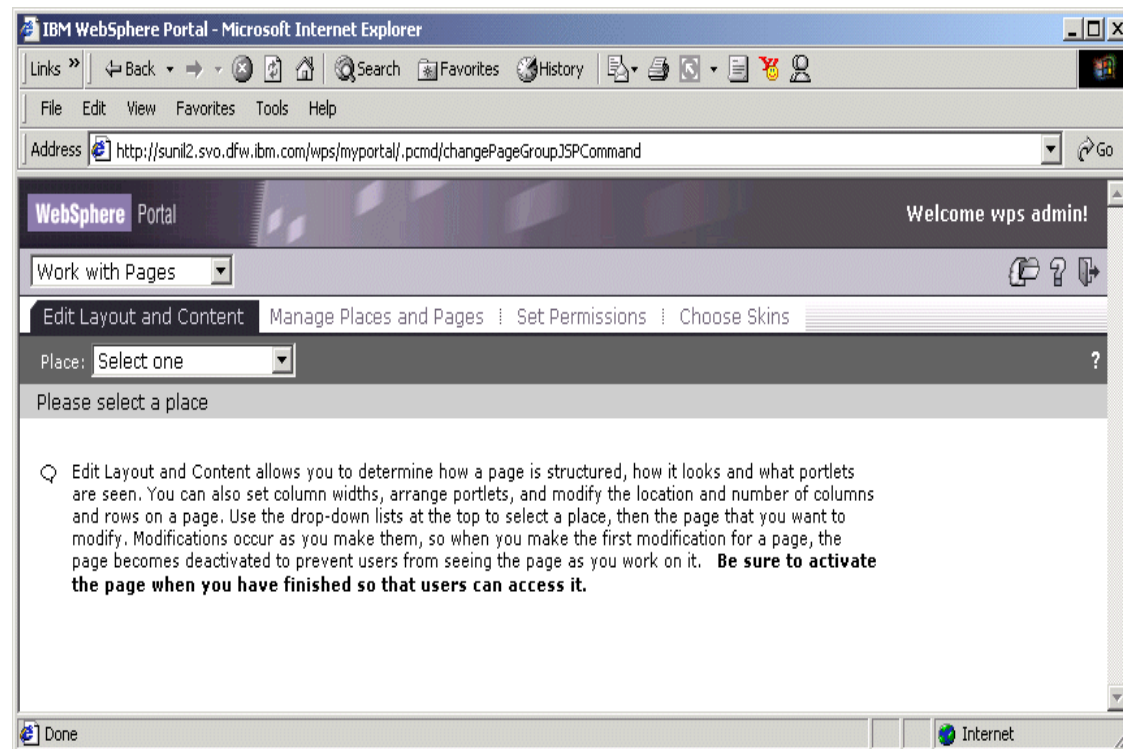 IBM WebSphere Portal - Microsoft Internet Explorer
Links » Back Search Favorites History
File Edit View Favorites Tools Help
Address http://sunil2.svo.dfw.ibm.com/wps/myportal/.pcmd/changePageGroupJSPCommand Go
WebSphere Portal Welcome wps admin!
Work with Pages ?
Edit Layout and Content Manage Places and Pages Set Permissions Choose Skins
Place: Select one ?
Please select a place
Edit Layout and Content allows you to determine how a page is structured, how it looks and what portlets
are seen. You can also set column widths, arrange portlets, and modify the location and number of columns
and rows on a page. Use the drop-down lists at the top to select a place, then the page that you want to
modify. Modifications occur as you make them, so when you make the first modification for a page, the
page becomes deactivated to prevent users from seeing the page as you work on it. Be sure to activate
the page when you have finished so that users can access it.
Done Internet